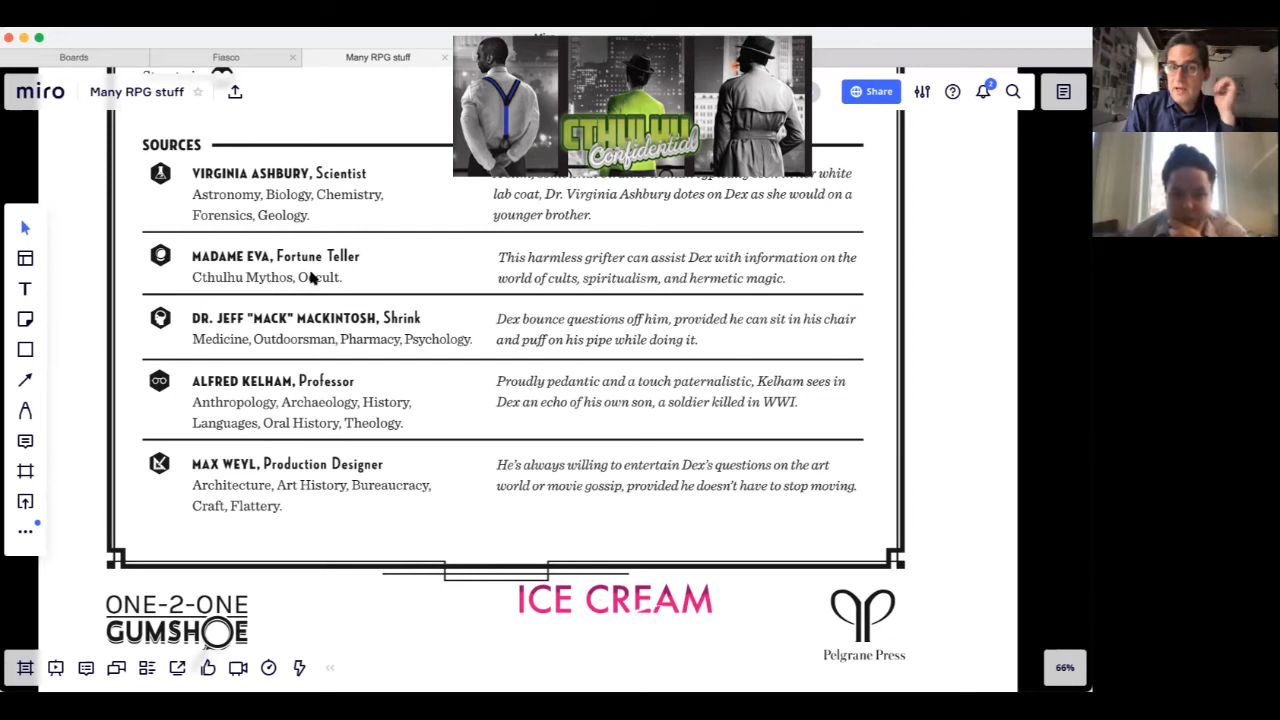 Boards
Fiasco
Many RPG stuff
miro
Many RPG stuff
Share
2
CTHULHU
Confidential
SOURCES
VIRGINIA ASHBURY, Scientist
Astronomy, Biology, Chemistry,
Forensics, Geology.
white
lab coat, Dr. Virginia Ashbury dotes on Dex as she would on a
younger brother.
MADAME EVA, Fortune Teller
Cthulhu Mythos, Occult.
This harmless grifter can assist Dex with information on the
world of cults, spiritualism, and hermetic magic.
DR. JEFF "MACK" MACKINTOSH, Shrink
Medicine, Outdoorsman, Pharmacy, Psychology.
Dex bounce questions off him, provided he can sit in his chair
and puff on his pipe while doing it.
ALFRED KELHAM, Professor
Anthropology, Archaeology, History,
Languages, Oral History, Theology.
Proudly pedantic and a touch paternalistic, Kelham sees in
Dex an echo of his own son, a soldier killed in WWI.
MAX WEYL, Production Designer
Architecture, Art History, Bureaucracy,
Craft, Flattery.
He's always willing to entertain Dex's questions on the art
world or movie gossip, provided he doesn't have to stop moving.
ONE-2-ONE
GUMSHOE
ICE CREAM
Pelgrane Press
66%